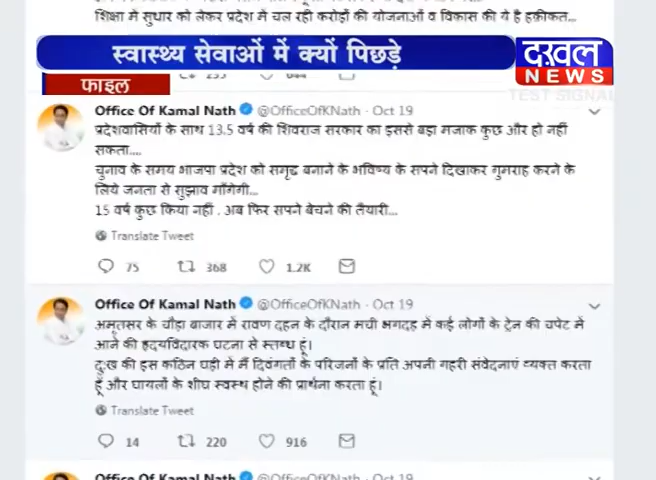 शिक्षा में सुधार को लेकर प्रदेश में चल रही करोड़ों की योजनाओं व विकास की ये है हक़ीकत...
स्वास्थ्य सेवाओं में क्यों पिछड़े
दख़ल
NEWS
फाइल
TEST SIGNAL
Office Of Kamal Nath @OfficeOfKNath · Oct 19
प्रदेशवासियों के साथ 13.5 वर्ष की शिवराज सरकार का इससे बड़ा मजाक कुछ और हो नहीं
सकता....
चुनाव के समय भाजपा प्रदेश को समृद्ध बनाने के भविष्य के सपने दिखाकर गुमराह करने के
लिये जनता से सुझाव माँगेगी...
15 वर्ष कुछ किया नहीं . अब फिर सपने बेचने की तैयारी...
Translate Tweet
75 368 1.2K
Office Of Kamal Nath @OfficeOfKNath · Oct 19
अमृतसर के चौड़ा बाजार में रावण दहन के दौरान मची भगदड़ में कई लोगों के ट्रेन की चपेट में
आने की ह्रदयविदारक घटना से स्तब्ध हूं।
दुःख की इस कठिन घड़ी में मैं दिवंगतों के परिजनों के प्रति अपनी गहरी संवेदनाएं व्यक्त करता
हूँ और घायलों के शीघ्र स्वस्थ होने की प्रार्थना करता हूं।
Translate Tweet
14 220 916
Office Of Kamal Nath @OfficeOfKNath · Oct 19